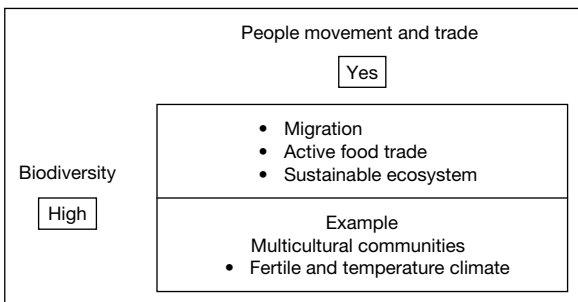 People movement and trade
Yes
• Migration
• Active food trade
• Sustainable ecosystem
Biodiversity
High
Example
Multicultural communities
• Fertile and temperature climate